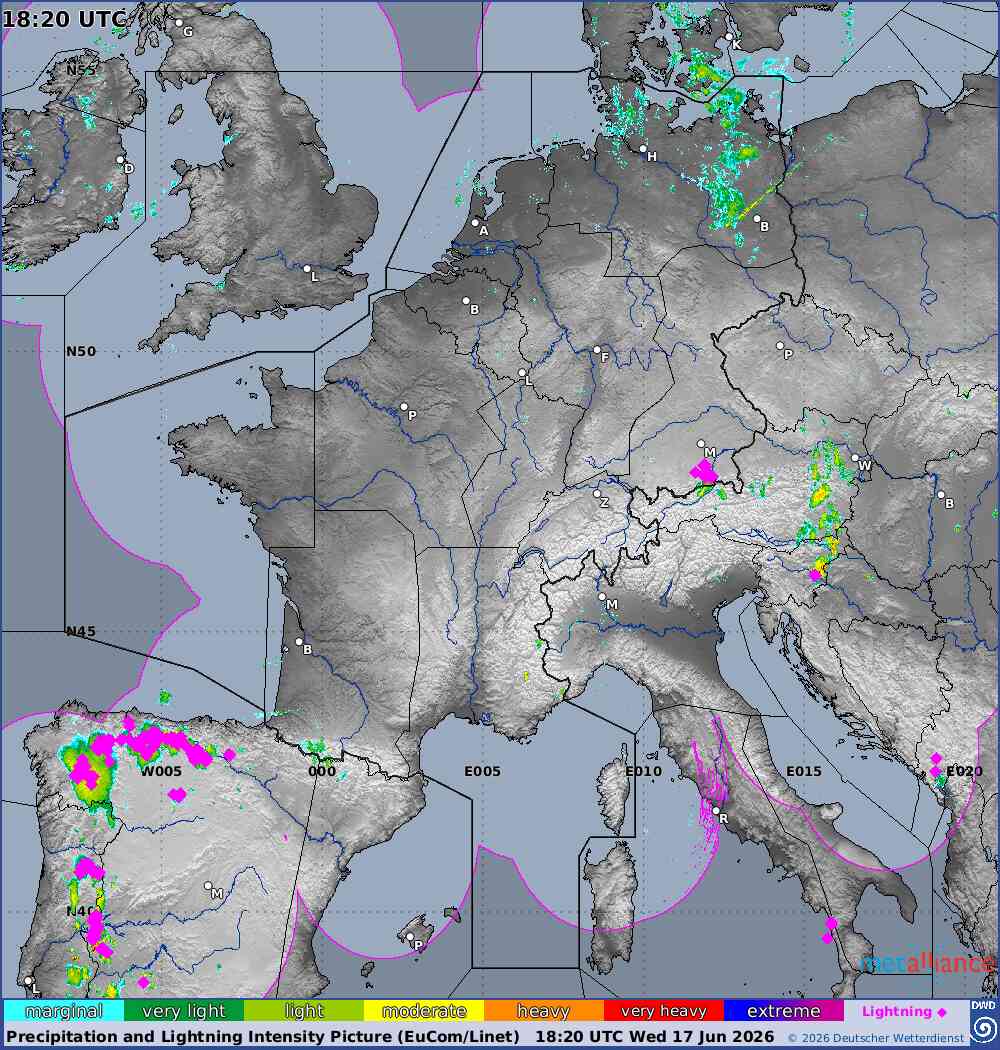 18:20 UTC
G
K
N55
D
H
A
B
L
B
N50
F
P
L
P
M
W
Z
B
M
N45
B
W005
000
E005
E010
E015
E020
R
M
N40
P
L
metalliance
marginal very light light moderate heavy very heavy extreme Lightning
DWD
Precipitation and Lightning Intensity Picture (EuCom/Linet) 18:20 UTC Wed 17 Jun 2026 © 2026 Deutscher Wetterdienst